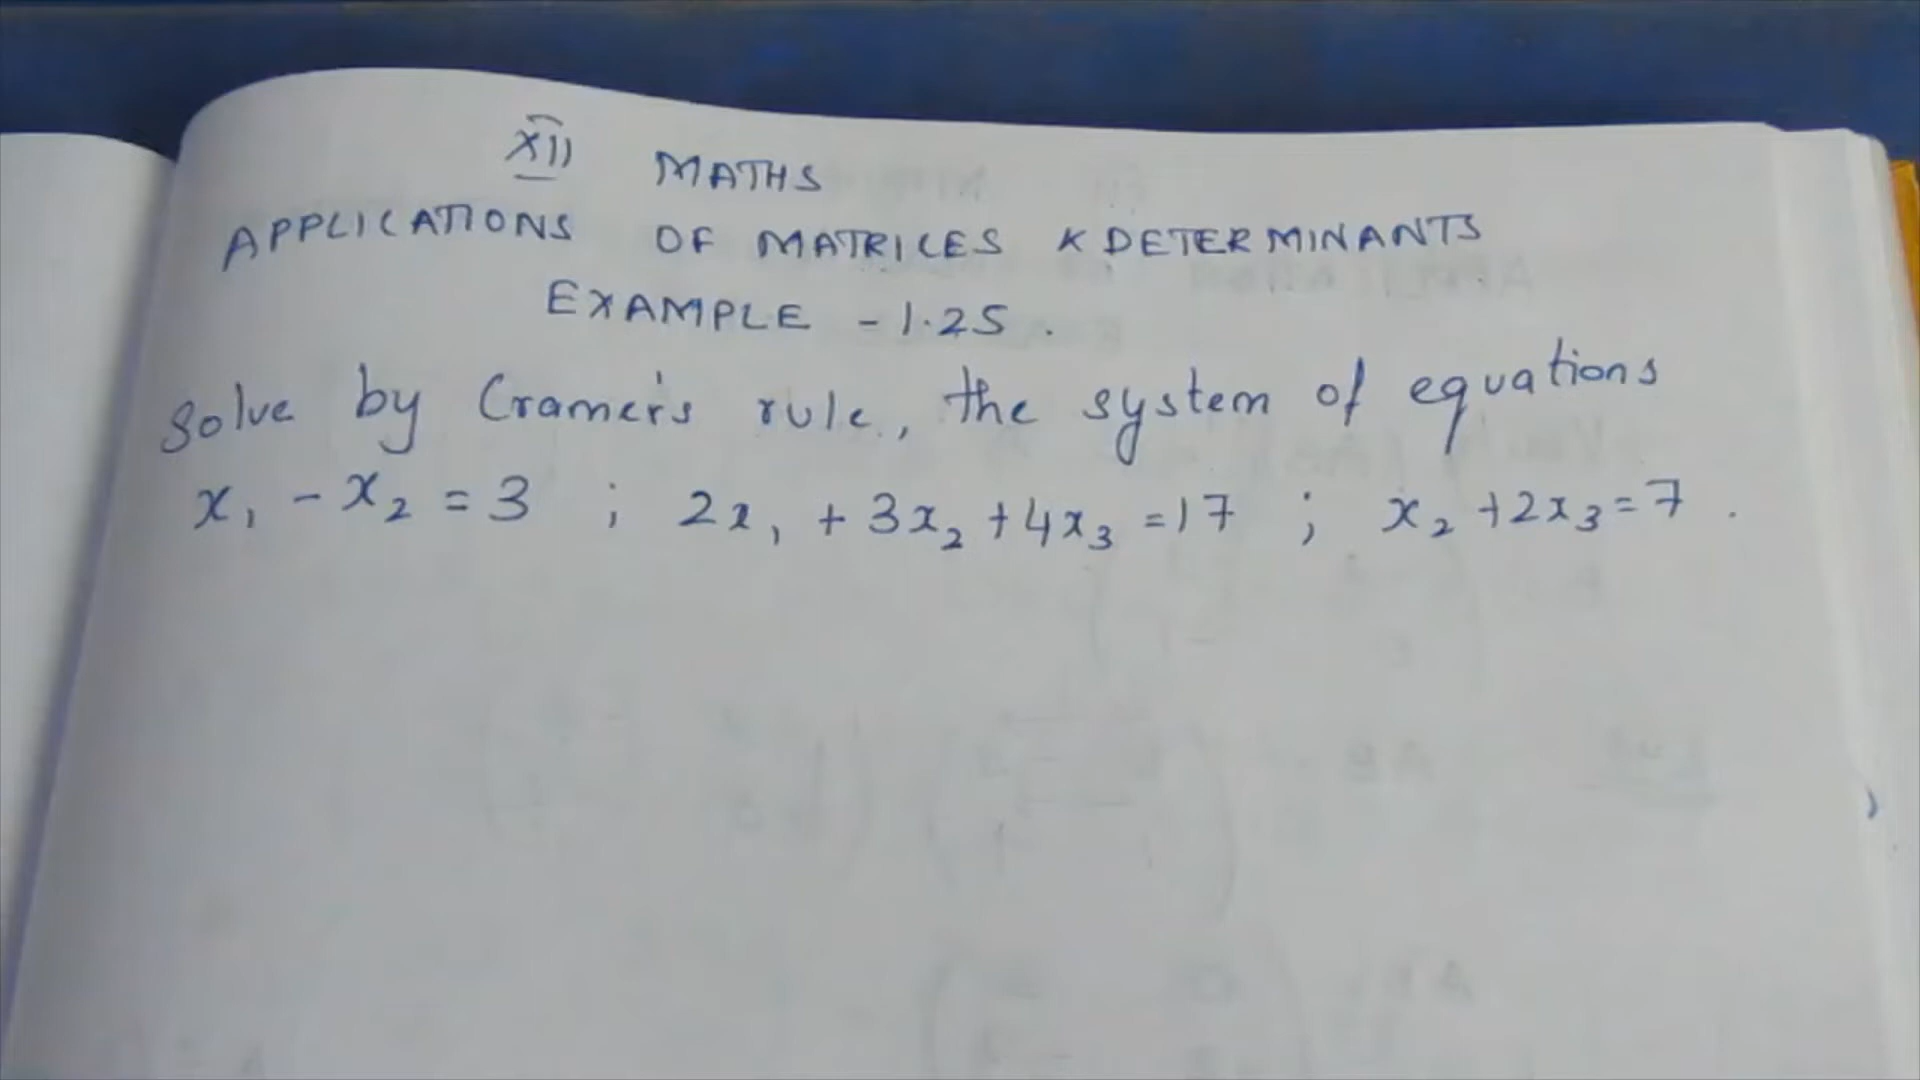 XII MATHS
APPLICATIONS OF MATRICES & DETERMINANTS
EXAMPLE - 1.25.
Solve by Cramer's rule, the system of equations
x₁ - x₂ = 3 ; 2x₁ + 3x₂ + 4x₃ = 17 ; x₂ + 2x₃ = 7 .